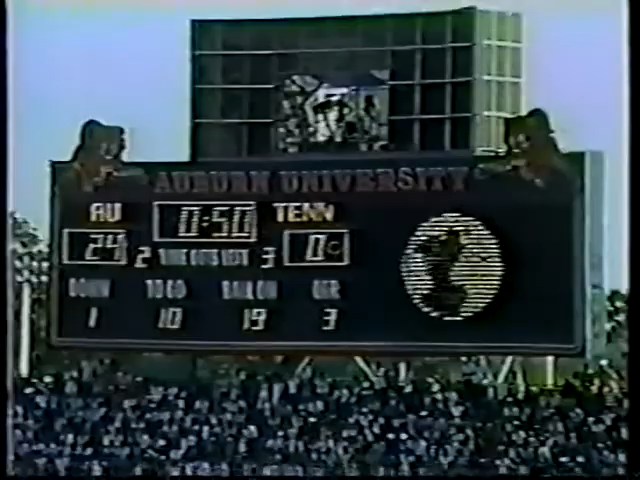 AUBURN UNIVERSITY
AU 0:50 TENN
24 0
2 TIME OUTS LEFT 3
DOWN TO GO BALL ON QTR
1 10 19 3